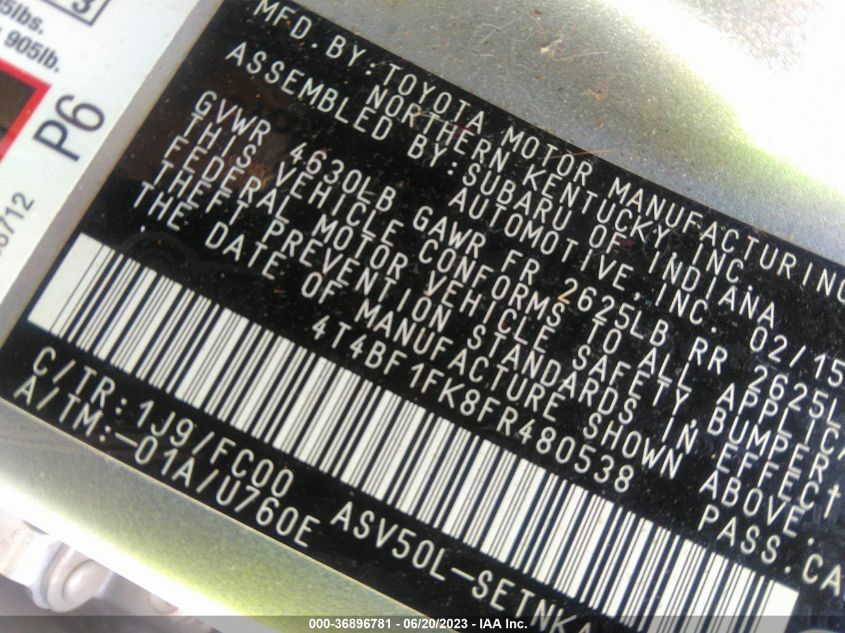 5lbs.
905lb.
3
P6
MFD. BY: TOYOTA MOTOR MANUFACTURING
NORTHERN KENTUCKY, INC.
ASSEMBLED BY: SUBARU OF INDIANA
AUTOMOTIVE, INC. 02/15
GVWR 4630LB GAWR FR 2625LB RR 2625L
THIS VEHICLE CONFORMS TO ALL APPLICA
FEDERAL MOTOR VEHICLE SAFETY, BUMPER
THEFT PREVENTION STANDARDS IN EFFECT
THE DATE OF MANUFACTURE SHOWN ABOVE.
4T4BF1FK8FR480538 PASS.CA
C/TR: 1J9/FC00 ASV50L-SETNKA
A/TM:-01A/U760E
000-36896781 / 06/20/2023 - IAA Inc.